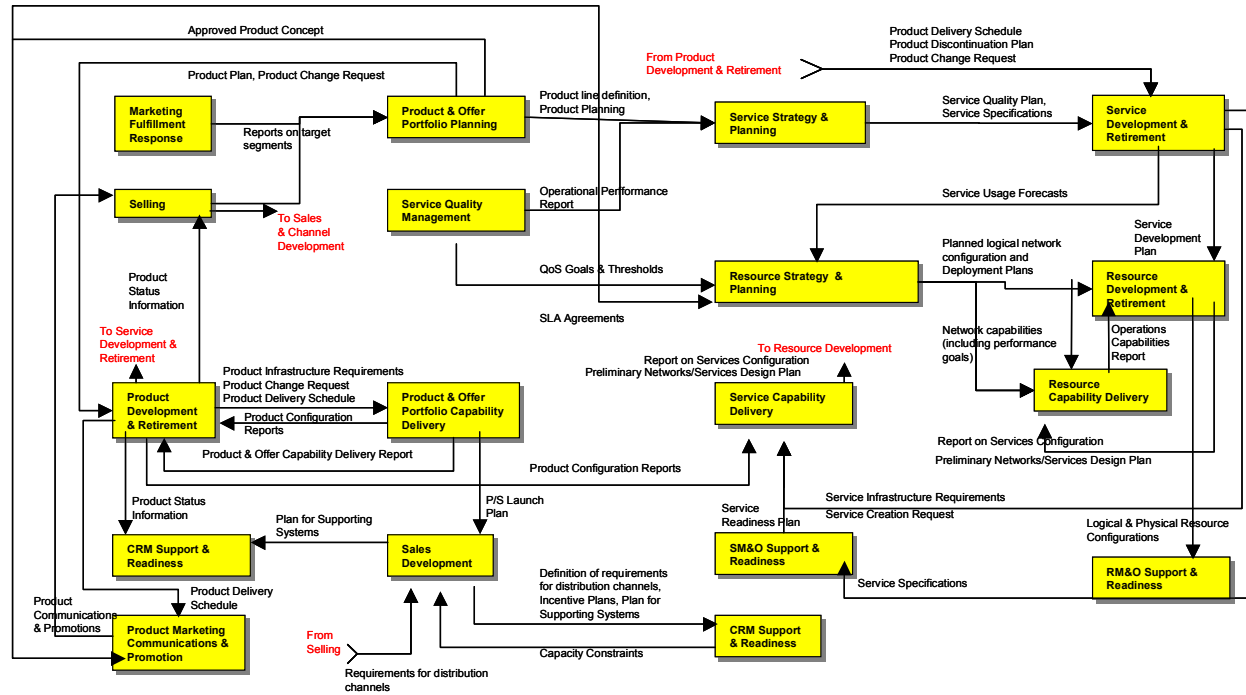 Approved Product Concept
Product Plan, Product Change Request
From Product
Development & Retirement
Product Delivery Schedule
Product Discontinuation Plan
Product Change Request
Marketing
Fulfillment
Response
Reports on target
segments
Product & Offer
Portfolio Planning
Product line definition,
Product Planning
Service Strategy &
Planning
Service Quality Plan,
Service Specifications
Service
Development &
Retirement
Selling
To Sales
& Channel
Development
Service Quality
Management
Operational Performance
Report
Service Usage Forecasts
Service
Development
Plan
Product
Status
Information
QoS Goals & Thresholds
SLA Agreements
Resource Strategy &
Planning
Planned logical network
configuration and
Deployment Plans
Resource
Development &
Retirement
To Service
Development &
Retirement
Network capabilities
(including performance
goals)
Operations
Capabilities
Report
To Resource Development
Report on Services Configuration
Preliminary Networks/Services Design Plan
Product Infrastructure Requirements
Product Change Request
Product Delivery Schedule
Product
Development
& Retirement
Product Configuration
Reports
Product & Offer
Portfolio Capability
Delivery
Service Capability
Delivery
Resource
Capability Delivery
Product & Offer Capability Delivery Report
Product Configuration Reports
Report on Services Configuration
Preliminary Networks/Services Design Plan
Product Status
Information
P/S Launch
Plan
Service
Readiness Plan
Service Infrastructure Requirements
Service Creation Request
Logical & Physical Resource
Configurations
Plan for Supporting
Systems
CRM Support &
Readiness
Sales
Development
SM&O Support &
Readiness
Service Specifications
RM&O Support &
Readiness
Definition of requirements
for distribution channels,
Incentive Plans, Plan for
Supporting Systems
Product
Communications
& Promotions
Product Delivery
Schedule
Product Marketing
Communications &
Promotion
From
Selling
Requirements for distribution
channels
Capacity Constraints
CRM Support
& Readiness